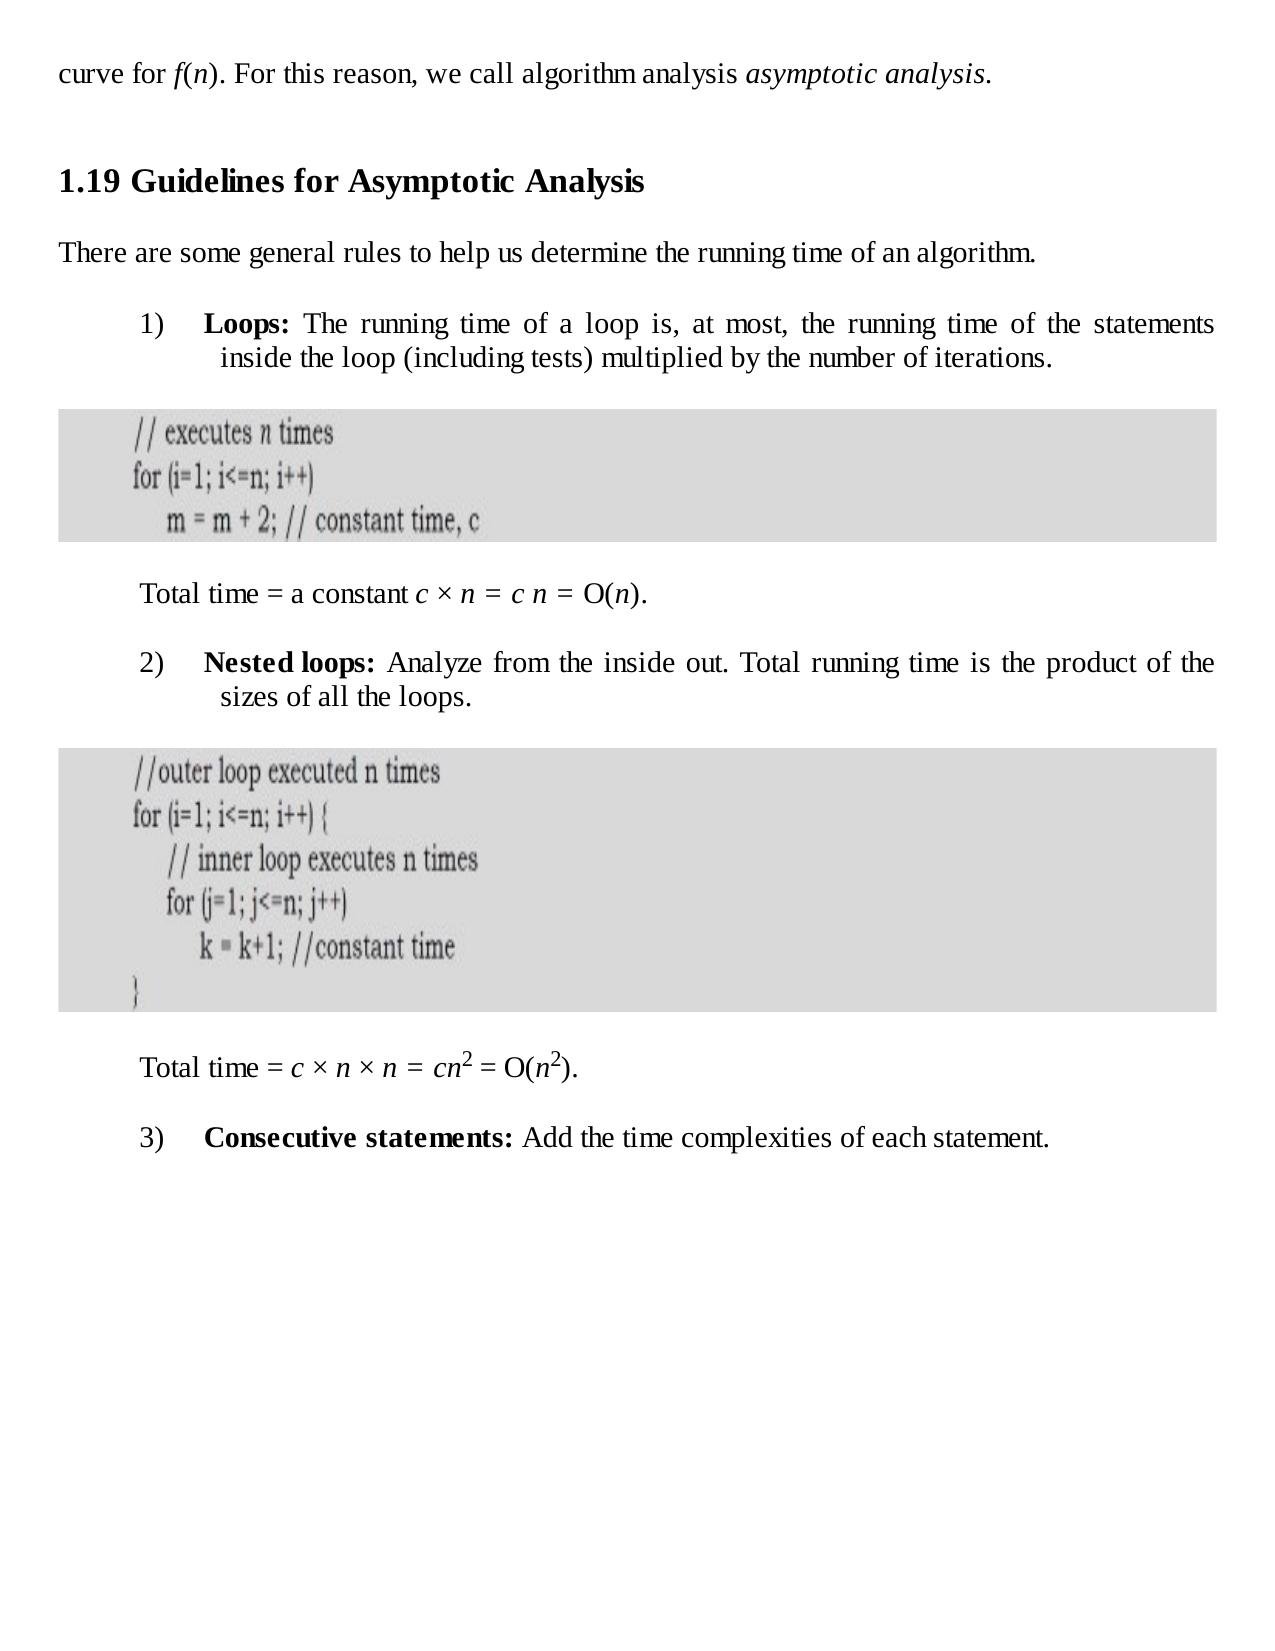 curve for f(n). For this reason, we call algorithm analysis asymptotic analysis.
1.19 Guidelines for Asymptotic Analysis
There are some general rules to help us determine the running time of an algorithm.
1) Loops: The running time of a loop is, at most, the running time of the statements
inside the loop (including tests) multiplied by the number of iterations.
// executes n times
for (i=1; i<=n; i++)
m = m + 2; // constant time, c
Total time = a constant c × n = c n = O(n).
2) Nested loops: Analyze from the inside out. Total running time is the product of the
sizes of all the loops.
//outer loop executed n times
for (i=1; i<=n; i++) {
// inner loop executes n times
for (j=1; j<=n; j++)
k = k+1; //constant time
}
Total time = c × n × n = cn² = O(n²).
3) Consecutive statements: Add the time complexities of each statement.